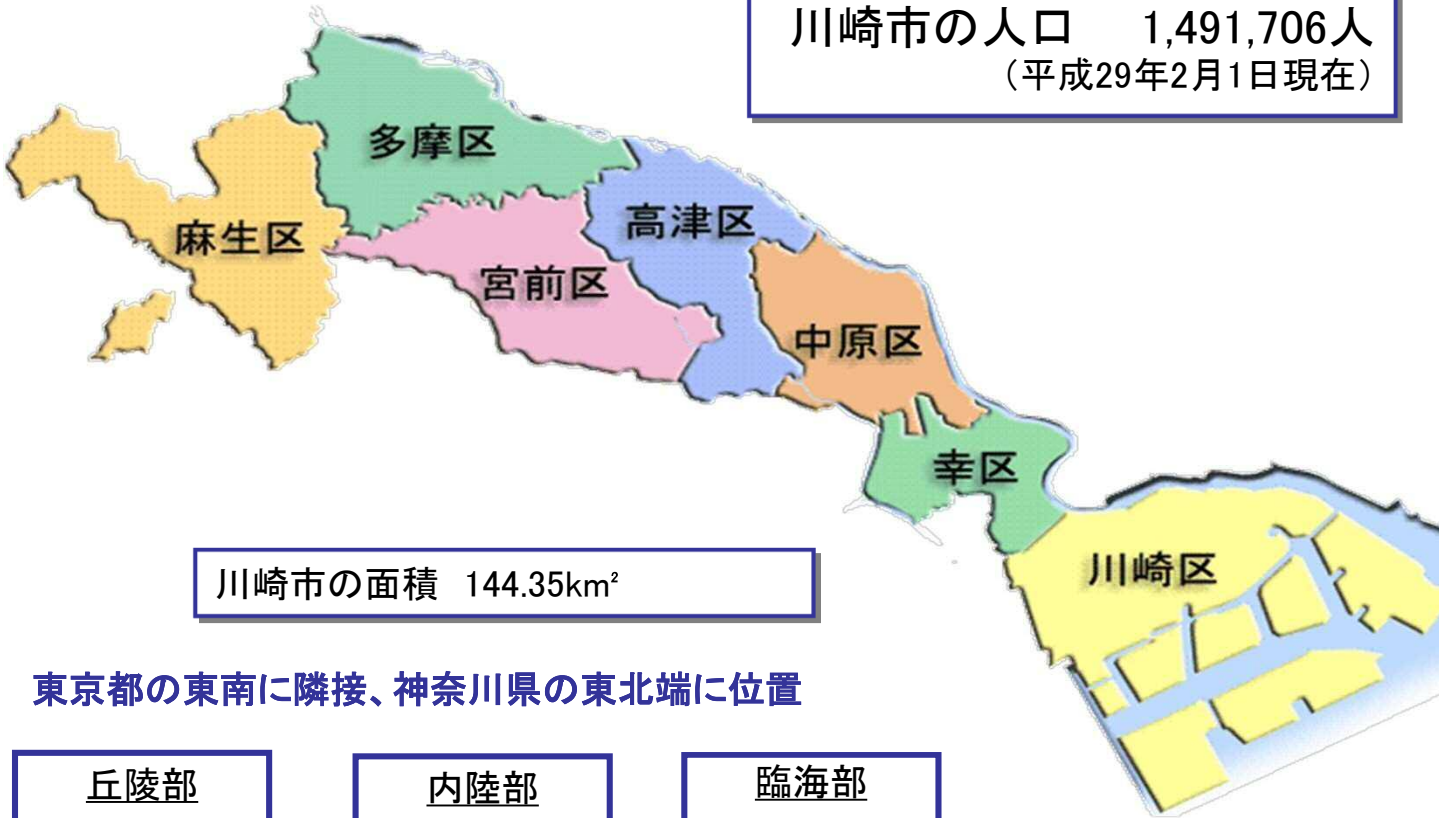 川崎市の人口　1,491,706人
（平成29年2月1日現在）
多摩区
高津区
麻生区
宮前区
中原区
幸区
川崎区
川崎市の面積　144.35km²
東京都の東南に隣接、神奈川県の東北端に位置
丘陵部
内陸部
臨海部